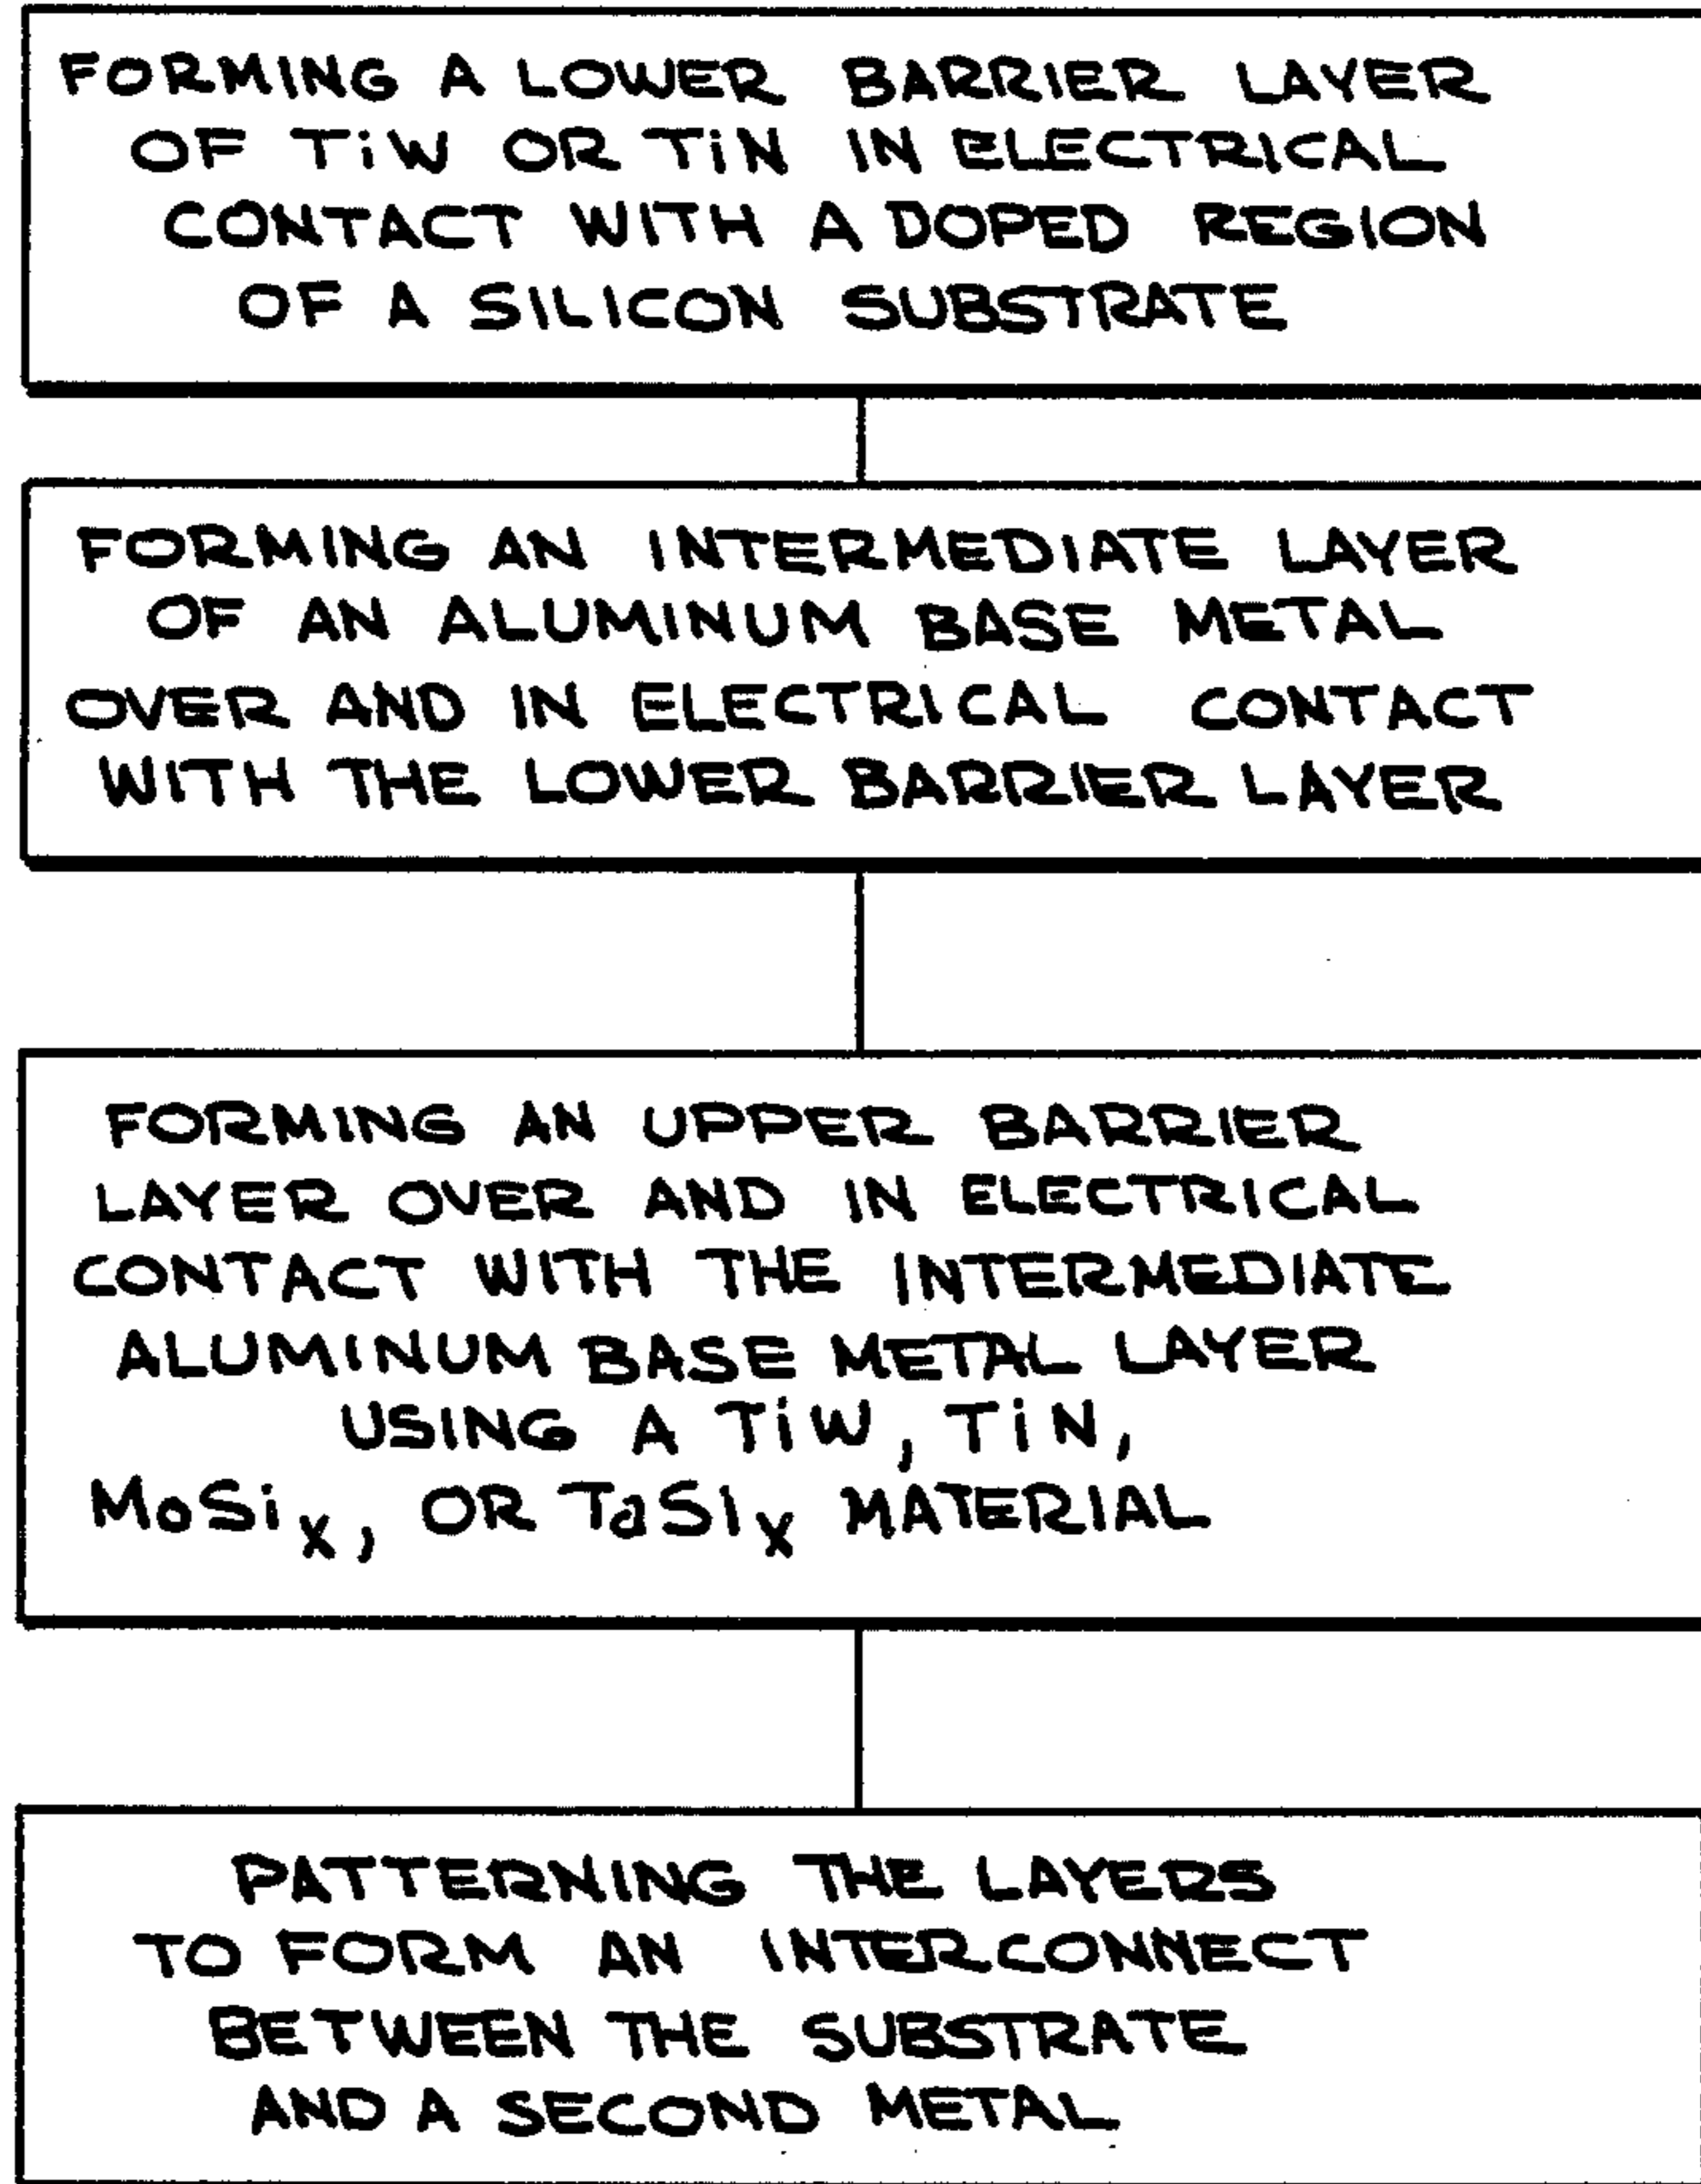 FORMING A LOWER BARRIER LAYER
OF TiW OR TiN IN ELECTRICAL
CONTACT WITH A DOPED REGION
OF A SILICON SUBSTRATE
FORMING AN INTERMEDIATE LAYER
OF AN ALUMINUM BASE METAL
OVER AND IN ELECTRICAL CONTACT
WITH THE LOWER BARRIER LAYER
FORMING AN UPPER BARRIER
LAYER OVER AND IN ELECTRICAL
CONTACT WITH THE INTERMEDIATE
ALUMINUM BASE METAL LAYER
USING A TiW, TiN,
MoSiₓ, OR TaSiₓ MATERIAL
PATTERNING THE LAYERS
TO FORM AN INTERCONNECT
BETWEEN THE SUBSTRATE
AND A SECOND METAL